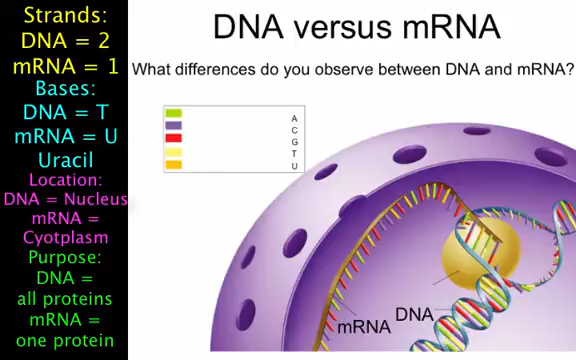 Strands:
DNA = 2
mRNA = 1
Bases:
DNA = T
mRNA = U
Uracil
Location:
DNA = Nucleus
mRNA =
Cyotplasm
Purpose:
DNA =
all proteins
mRNA =
one protein
DNA versus mRNA
What differences do you observe between DNA and mRNA?
A
C
G
T
U
mRNA
DNA